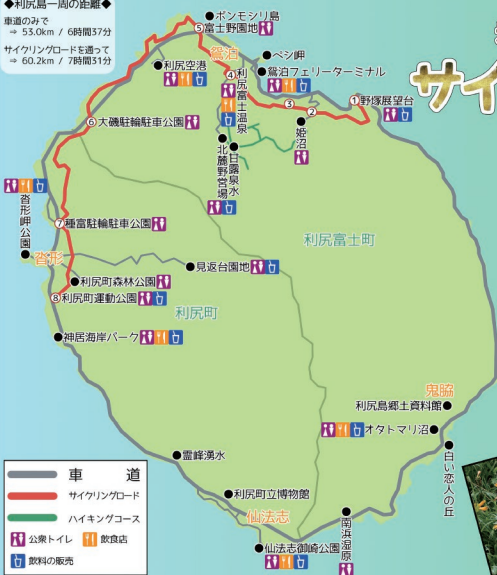 ◆利尻島一周の距離◆
車道のみで
⇒ 53.0km / 6時間37分
サイクリングロードを通って
⇒ 60.2km / 7時間31分
サイ
ポンモシリ島
⑤富士野園地
鴛泊
ペシ岬
利尻空港
鴛泊フェリーターミナル
④利尻富士温泉
③
②
①野塚展望台
⑥大磯駐輪駐車公園
姫沼
甘露泉水
北麓野営場
沓形岬公園
⑦種富駐輪駐車公園
沓形
利尻富士町
見返台園地
利尻町森林公園
⑧利尻町運動公園
利尻町
神居海岸パーク
鬼脇
利尻島郷土資料館
オタトマリ沼
白い恋人の丘
霊峰湧水
利尻町立博物館
仙法志
南浜湿原
仙法志御崎公園
車道
サイクリングロード
ハイキングコース
公衆トイレ
飲食店
飲料の販売